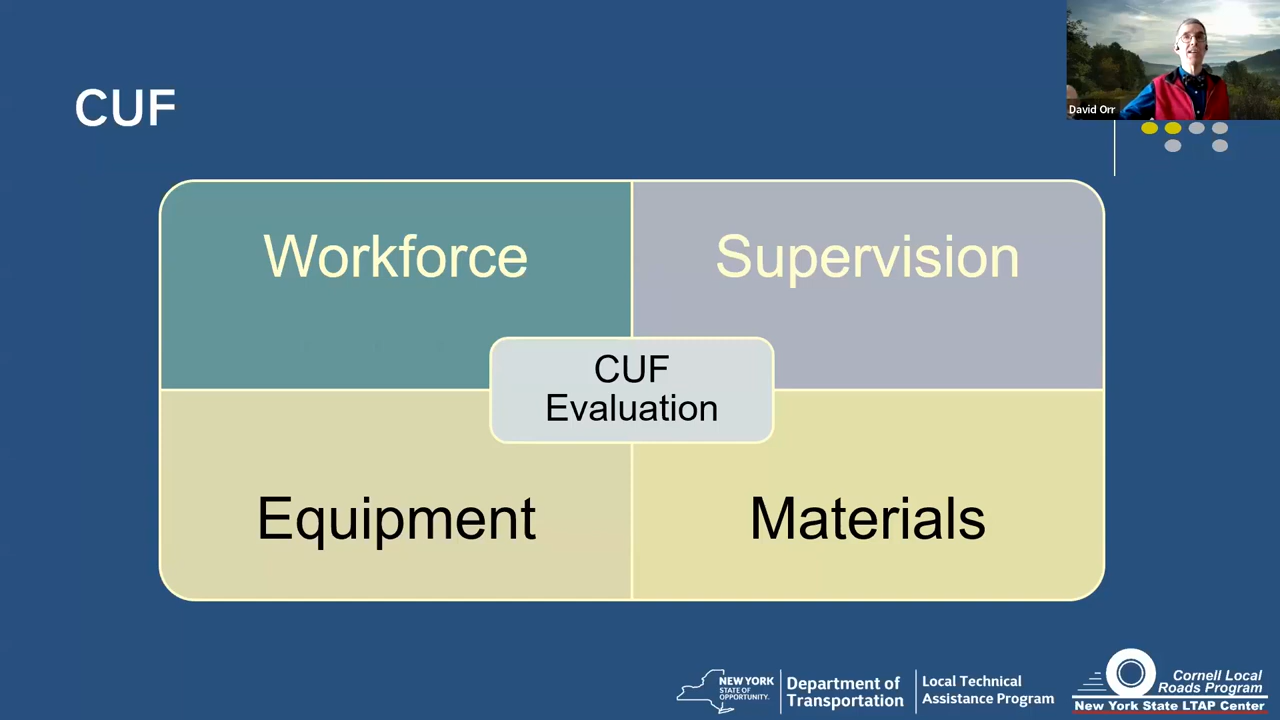 David Orr
CUF
Workforce
Supervision
CUF
Evaluation
Equipment
Materials
NEW YORK
STATE OF
OPPORTUNITY.
Department of
Transportation
Local Technical
Assistance Program
Cornell Local
Roads Program
New York State LTAP Center